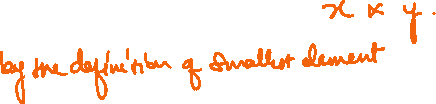 x < y.
by the definition of smallest element